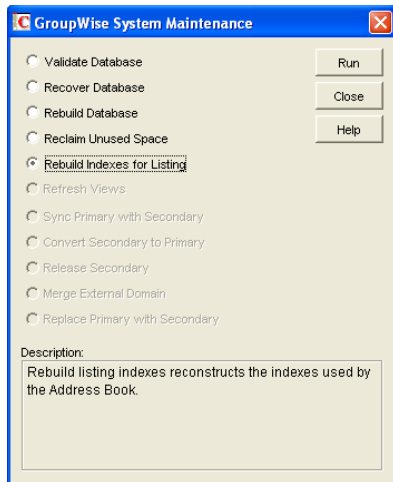 GroupWise System Maintenance
Validate Database
Run
Recover Database
Close
Rebuild Database
Help
Reclaim Unused Space
Rebuild Indexes for Listing
Refresh Views
Sync Primary with Secondary
Convert Secondary to Primary
Release Secondary
Merge External Domain
Replace Primary with Secondary
Description:
Rebuild listing indexes reconstructs the indexes used by
the Address Book.